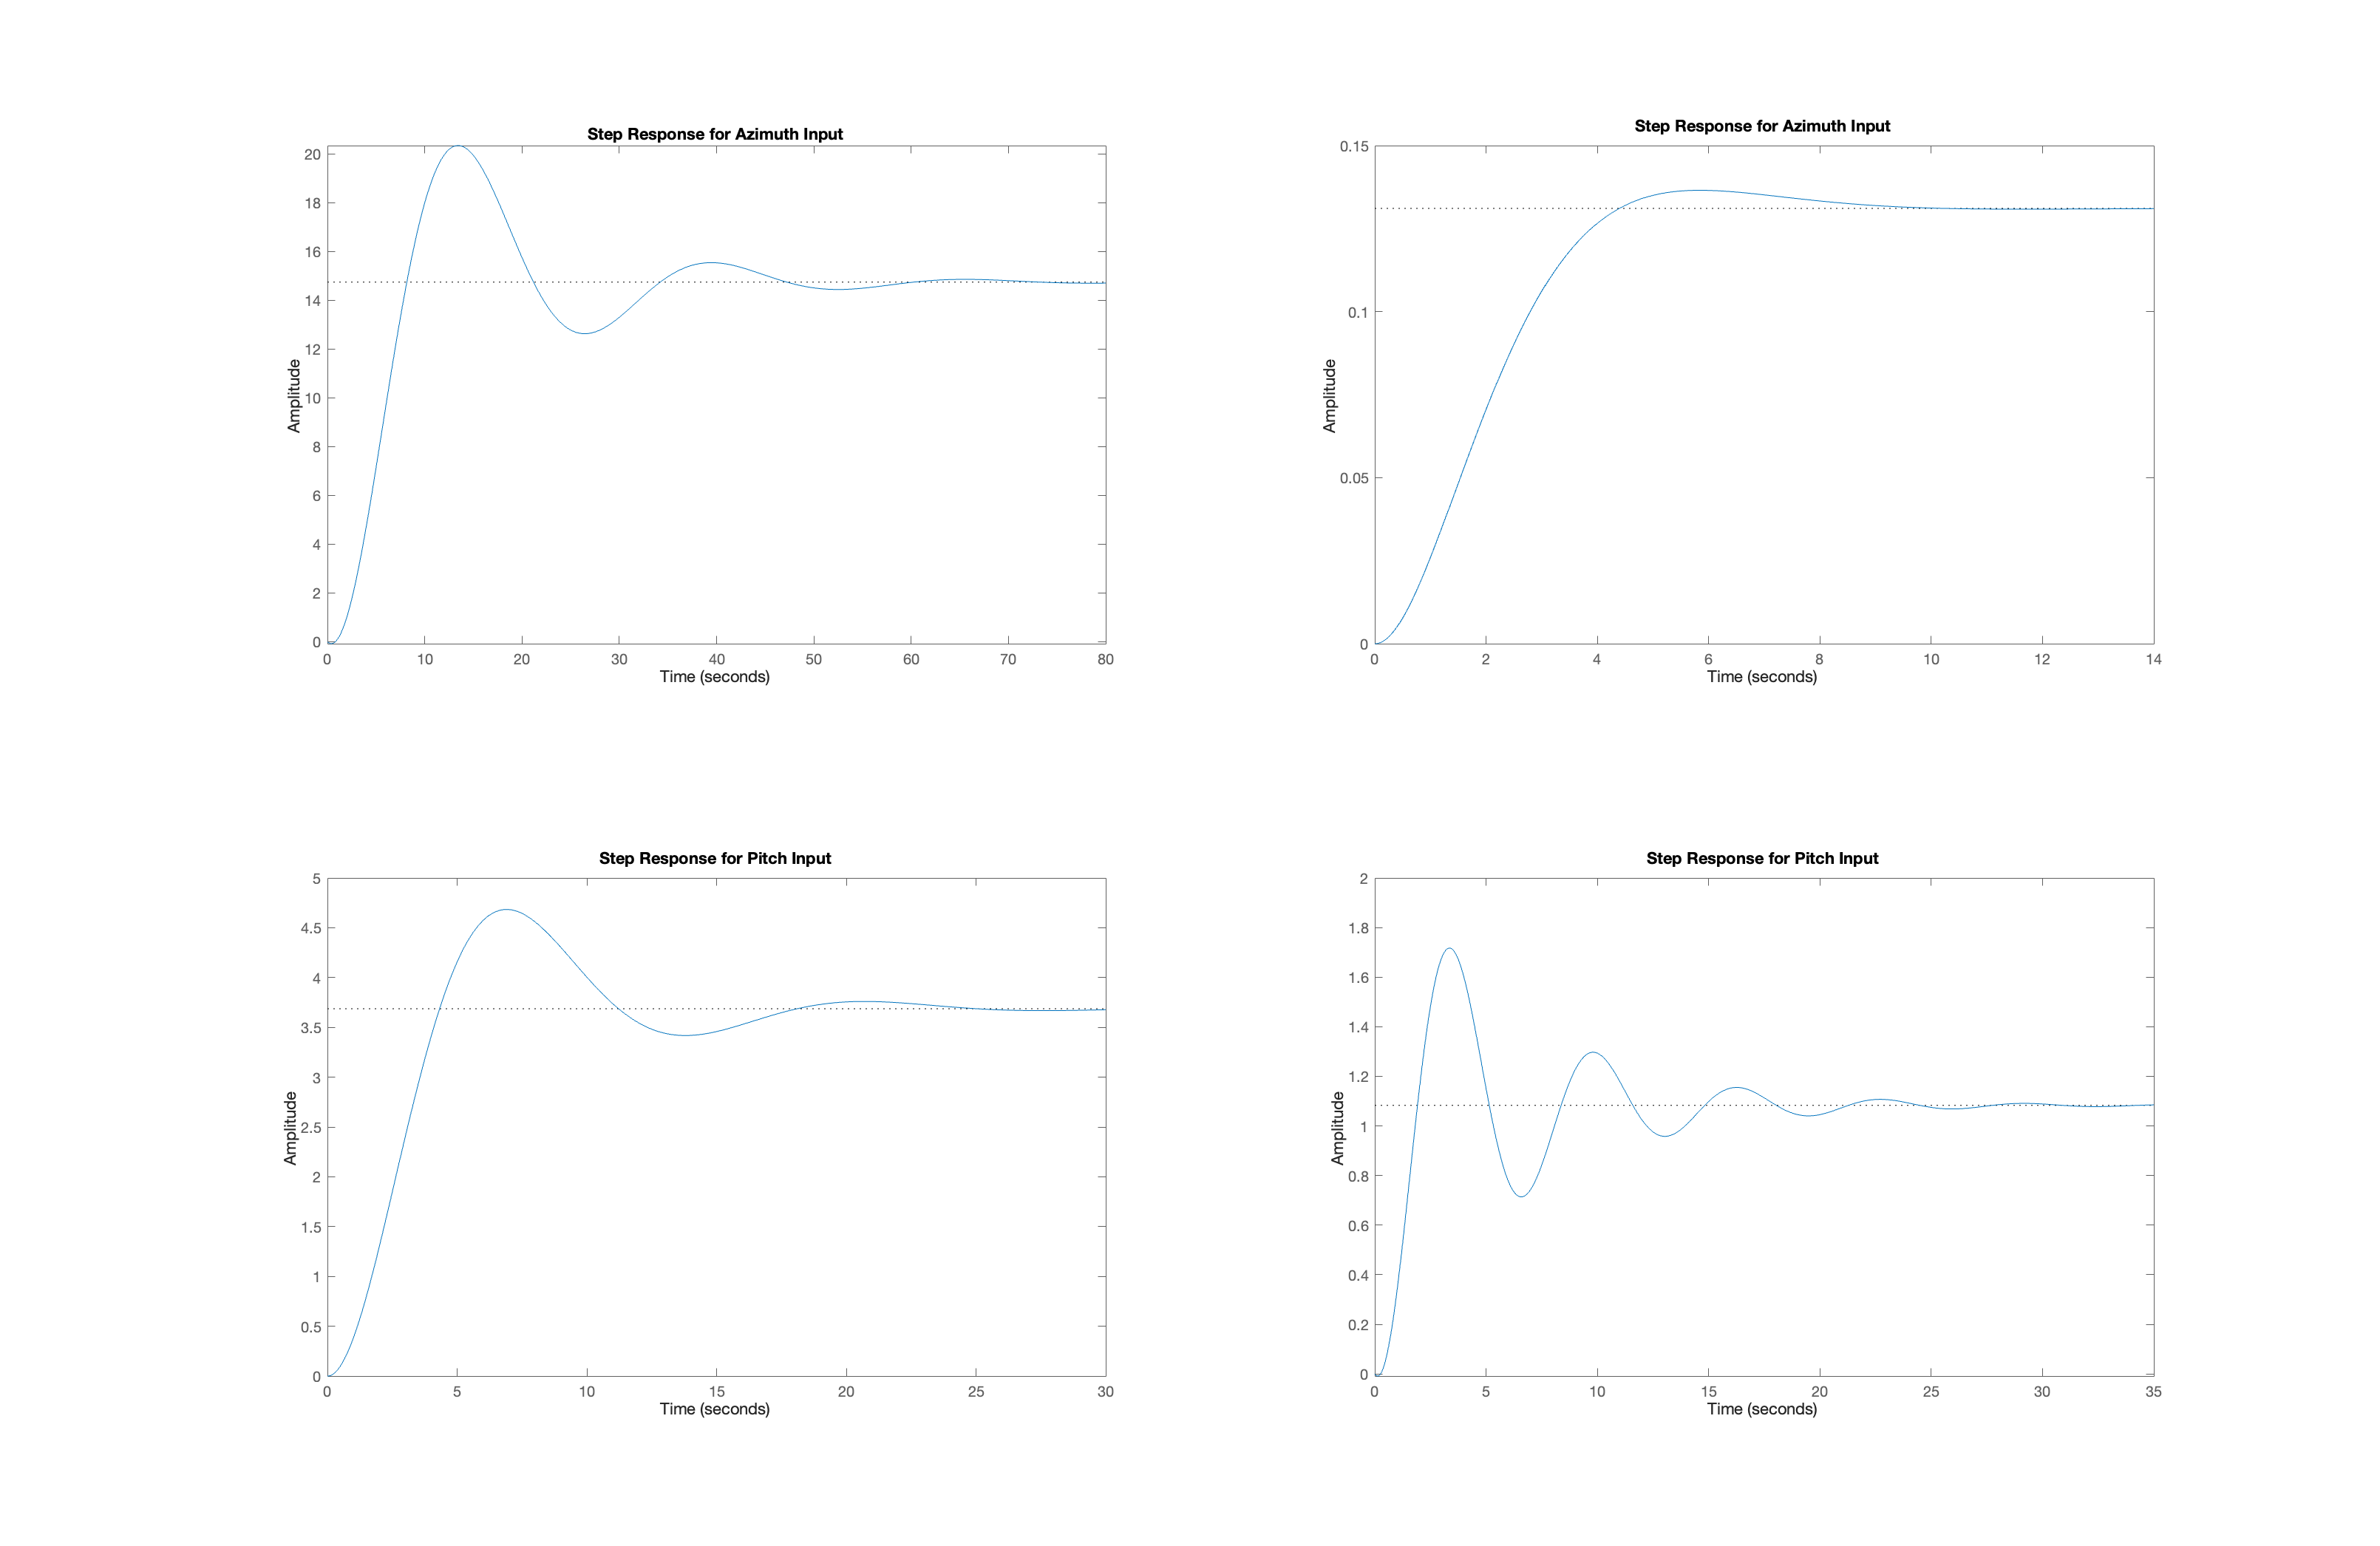 Step Response for Azimuth Input
20
18
16
14
12
10
8
6
4
2
0
Amplitude
0 10 20 30 40 50 60 70 80
Time (seconds)
Step Response for Azimuth Input
0.15
0.1
0.05
0
Amplitude
0 2 4 6 8 10 12 14
Time (seconds)
Step Response for Pitch Input
5
4.5
4
3.5
3
2.5
2
1.5
1
0.5
0
Amplitude
0 5 10 15 20 25 30
Time (seconds)
Step Response for Pitch Input
2
1.8
1.6
1.4
1.2
1
0.8
0.6
0.4
0.2
0
Amplitude
0 5 10 15 20 25 30 35
Time (seconds)